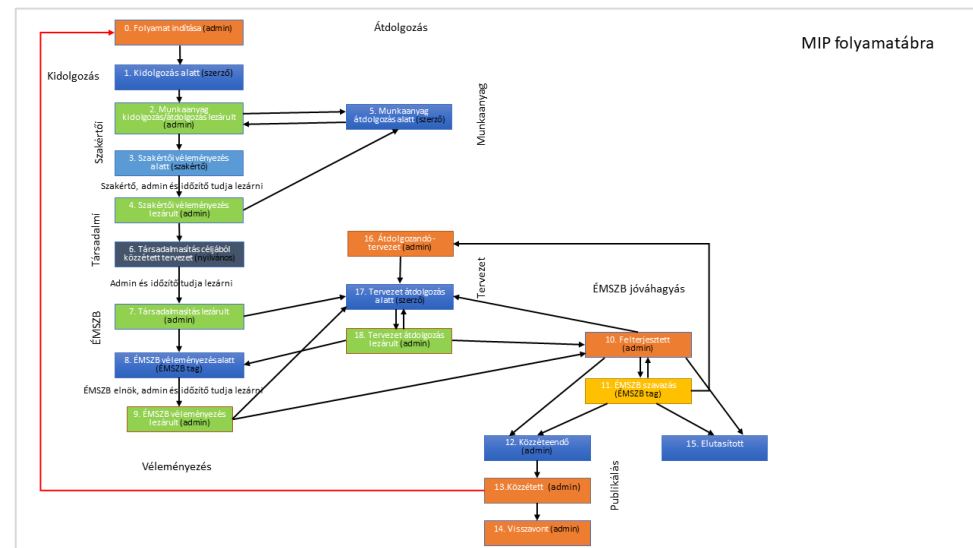 Átdolgozás
MIP folyamatábra
0. Folyamat indítása (admin)
Kidolgozás
1. Kidolgozás alatt (szerző)
Szakértői
2. Munkaanyag
kidolgozás/átdolgozás lezárult
(admin)
5. Munkaanyag
átdolgozás alatt (szerző)
Munkaanyag
3. Szakértői véleményezés
alatt (szakértő)
Szakértő, admin és időzítő tudja lezárni
4. Szakértői véleményezés
lezárult (admin)
Társadalmi
6. Társadalmasítás céljából
közzétett tervezet (nyilvános)
Admin és időzítő tudja lezárni
16. Átdolgozandó-
tervezet (admin)
Tervezet
17. Tervezet átdolgozás
alatt (szerző)
ÉMSZB jóváhagyás
ÉMSZB
7. Társadalmasítás lezárult
(admin)
18. Tervezet átdolgozás
lezárult (admin)
10. Felterjesztett
(admin)
8. ÉMSZB véleményezés alatt
(ÉMSZB tag)
ÉMSZB elnök, admin és időzítő tudja lezárni
11. ÉMSZB szavazás
(ÉMSZB tag)
9. ÉMSZB véleményezés
lezárult (admin)
12. Közzéteendő
(admin)
15. Elutasított
Véleményezés
13.Közzétett (admin)
Publikálás
14. Visszavont (admin)